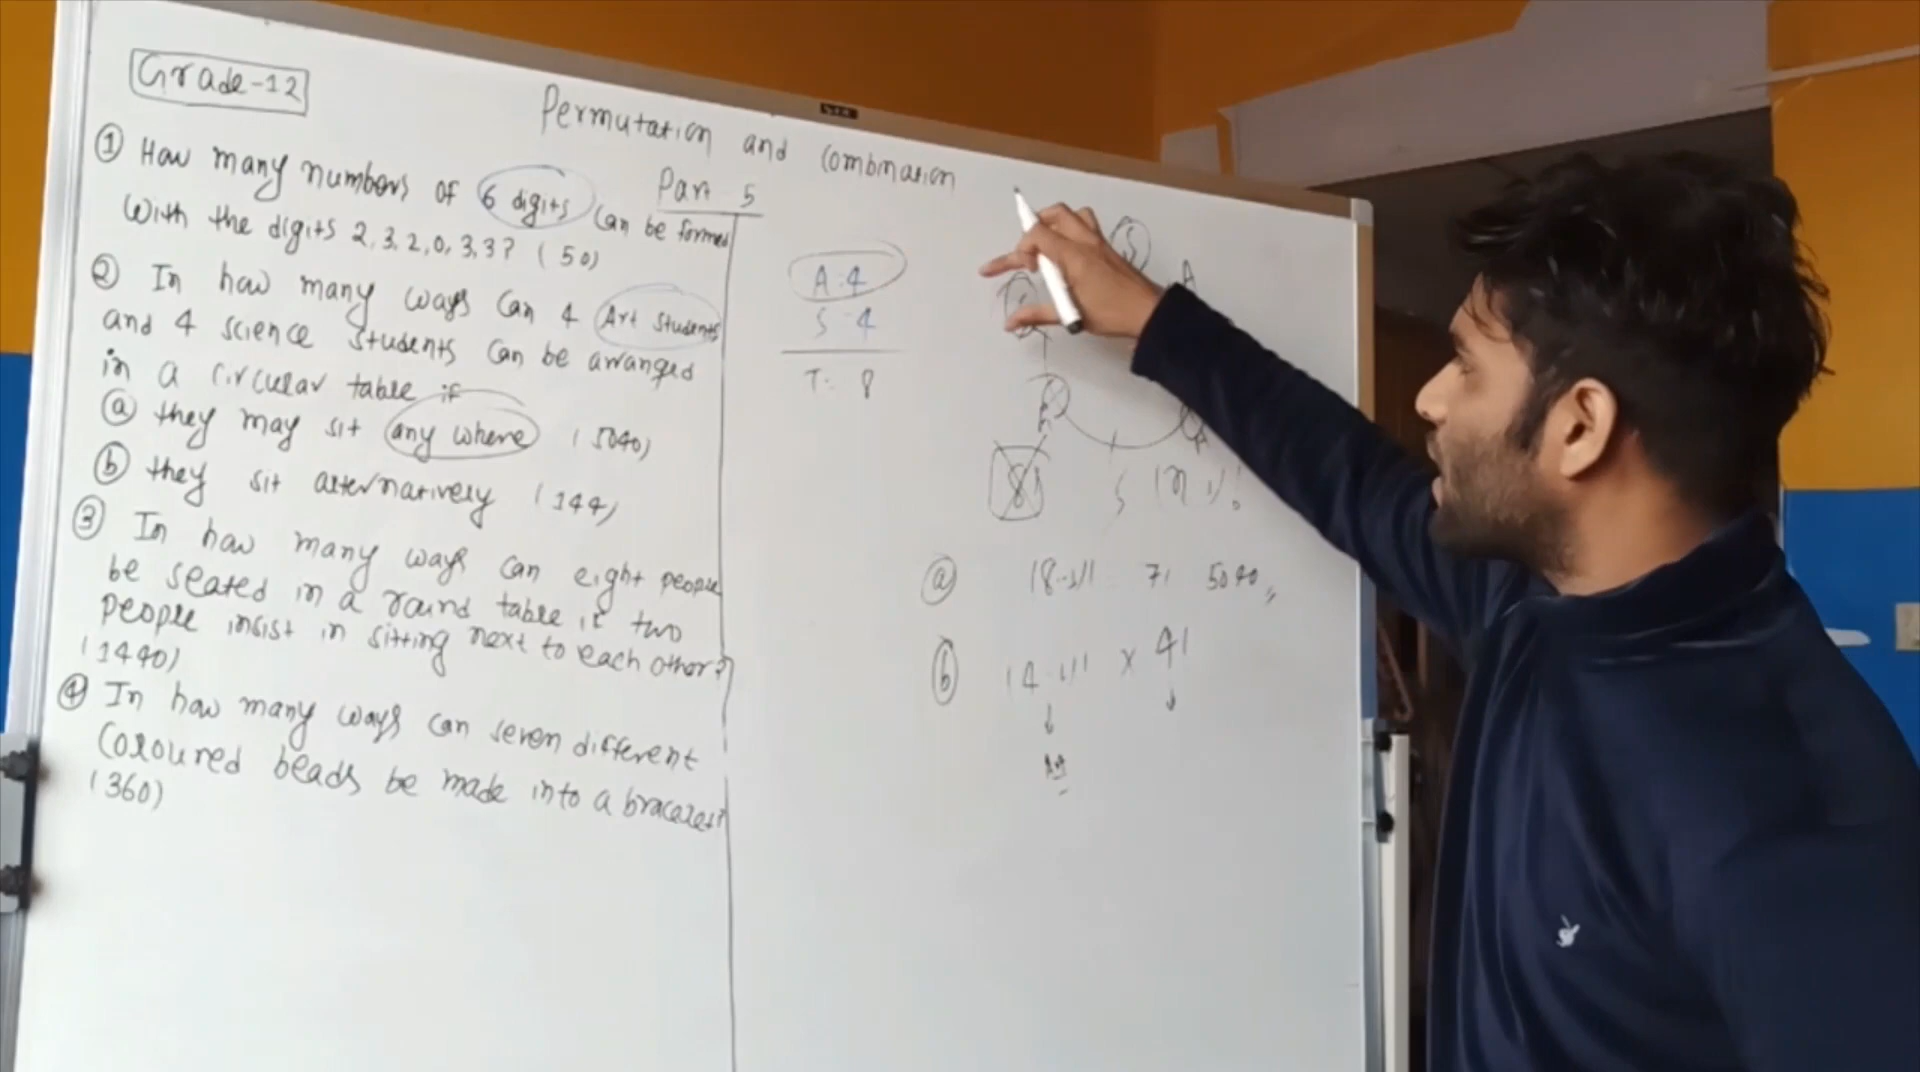 Grade-12
Permutation and combination
Part 5
① How many numbers of 6 digits can be formed
with the digits 2, 3, 2, 0, 3, 3? (50)
② In how many ways can 4 Art students
and 4 science students can be arranged
in a circular table if
ⓐ they may sit any where (5040)
ⓑ they sit alternatively (144)
③ In how many ways can eight people
be seated in a round table if two
people insist in sitting next to each other?
(1440)
④ In how many ways can seven different
coloured beads be made into a bracelet?
(360)
A:4
S-4
T: 8
S
A
A
8
S
ⓐ (8-1)! = 7! 5040
ⓑ (4-1)! × 4!
Art